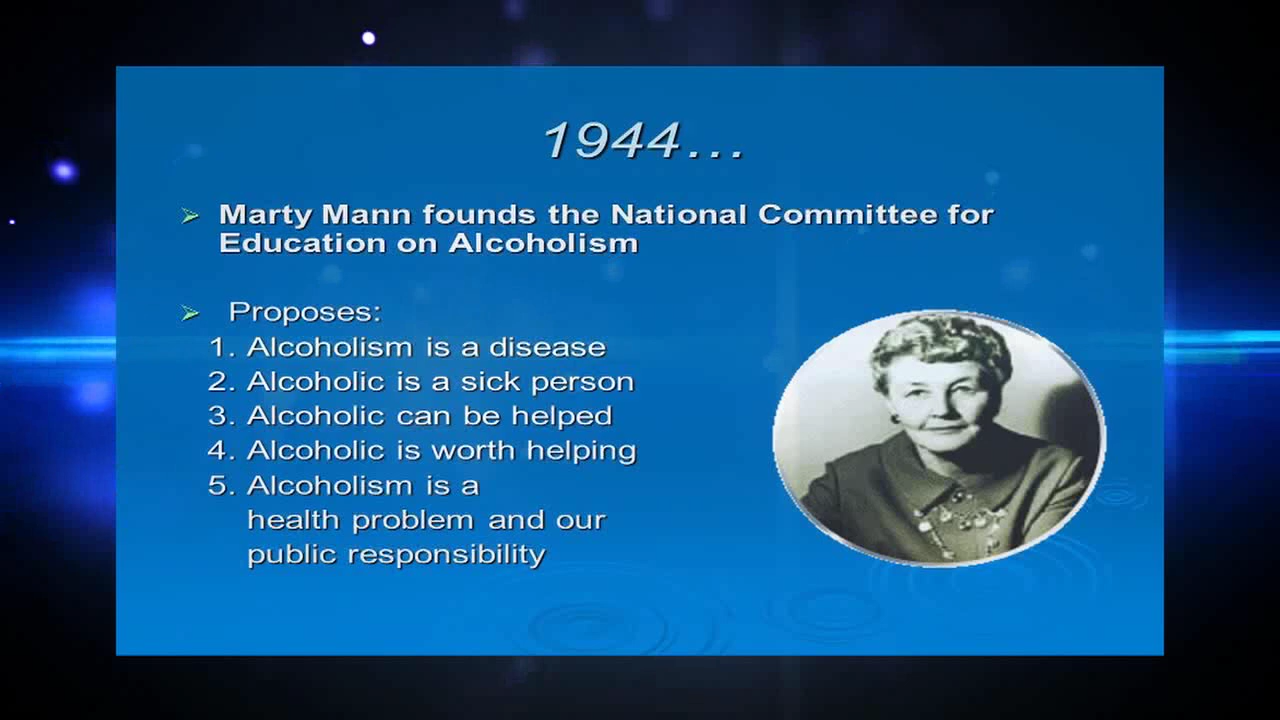 1944...
➢ Marty Mann founds the National Committee for
Education on Alcoholism
➢ Proposes:
1. Alcoholism is a disease
2. Alcoholic is a sick person
3. Alcoholic can be helped
4. Alcoholic is worth helping
5. Alcoholism is a
health problem and our
public responsibility